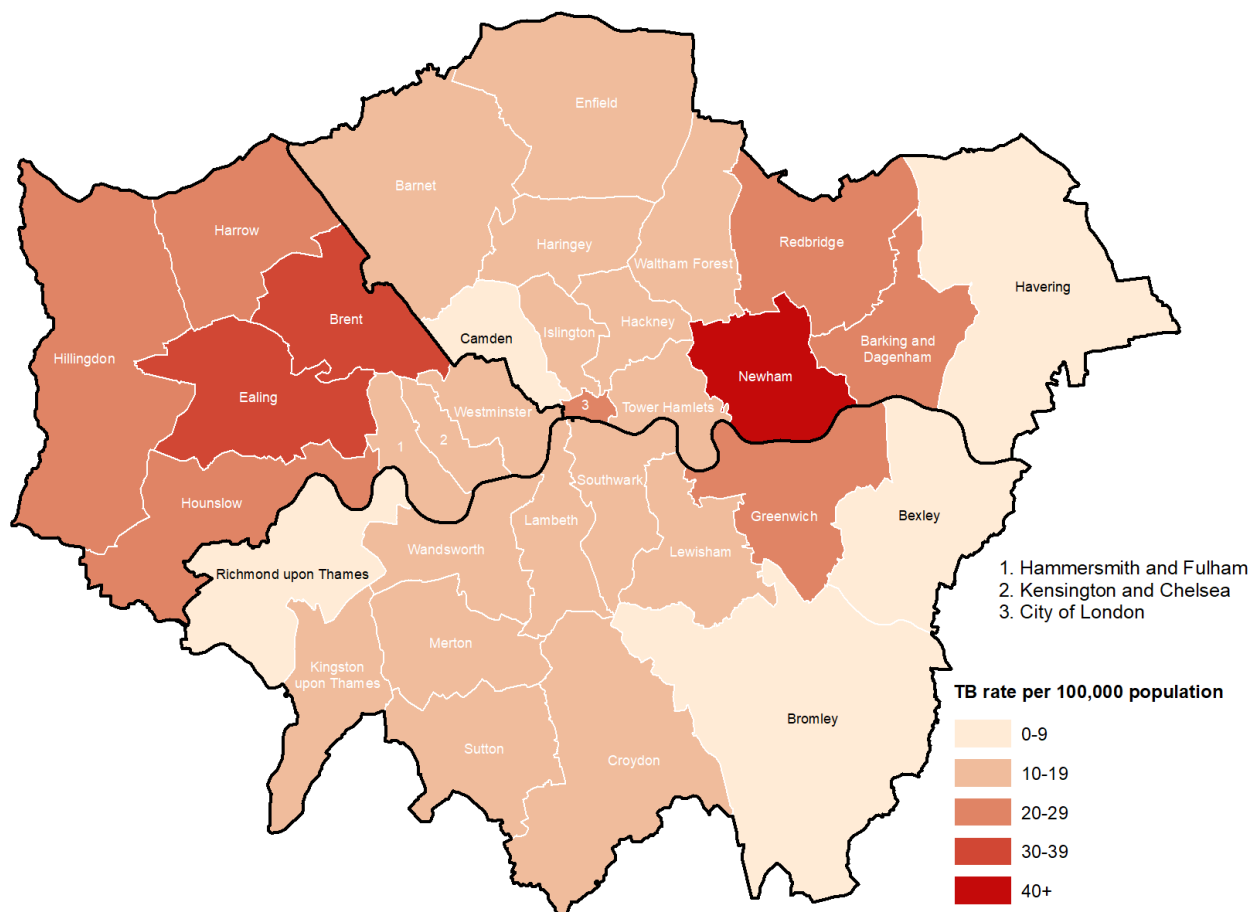 Enfield
Barnet
Harrow
Haringey
Redbridge
Waltham Forest
Havering
Brent
Camden
Islington
Hackney
Barking and
Dagenham
Hillingdon
Newham
Ealing
Westminster
3
Tower Hamlets
2
1
Southwark
Hounslow
Lambeth
Greenwich
Bexley
Wandsworth
Lewisham
Richmond upon Thames
Merton
Kingston
upon Thames
Bromley
Sutton
Croydon
1. Hammersmith and Fulham
2. Kensington and Chelsea
3. City of London
TB rate per 100,000 population
0-9
10-19
20-29
30-39
40+